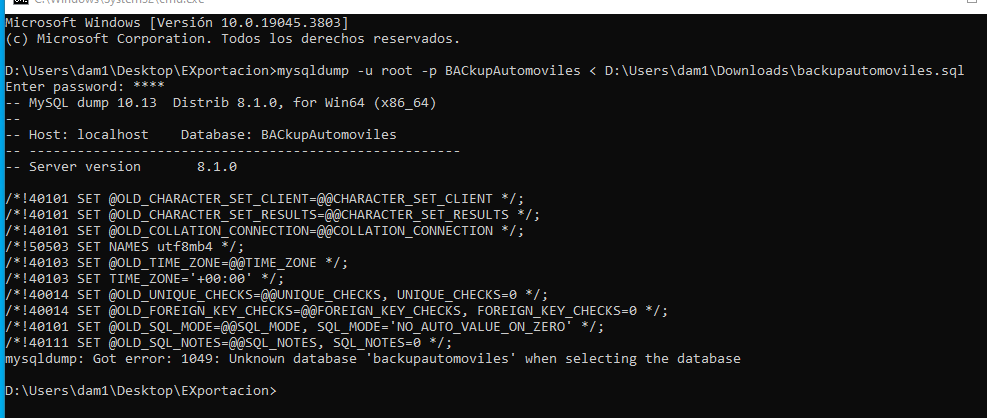 C:\Windows\System32\cmd.exe
Microsoft Windows [Versión 10.0.19045.3803]
(c) Microsoft Corporation. Todos los derechos reservados.
D:\Users\dam1\Desktop\EXportacion>mysqldump -u root -p BACkupAutomoviles < D:\Users\dam1\Downloads\backupautomoviles.sql
Enter password: ****
-- MySQL dump 10.13  Distrib 8.1.0, for Win64 (x86_64)
--
-- Host: localhost    Database: BACkupAutomoviles
-- ------------------------------------------------------
-- Server version       8.1.0
/*!40101 SET @OLD_CHARACTER_SET_CLIENT=@@CHARACTER_SET_CLIENT */;
/*!40101 SET @OLD_CHARACTER_SET_RESULTS=@@CHARACTER_SET_RESULTS */;
/*!40101 SET @OLD_COLLATION_CONNECTION=@@COLLATION_CONNECTION */;
/*!50503 SET NAMES utf8mb4 */;
/*!40103 SET @OLD_TIME_ZONE=@@TIME_ZONE */;
/*!40103 SET TIME_ZONE='+00:00' */;
/*!40014 SET @OLD_UNIQUE_CHECKS=@@UNIQUE_CHECKS, UNIQUE_CHECKS=0 */;
/*!40014 SET @OLD_FOREIGN_KEY_CHECKS=@@FOREIGN_KEY_CHECKS, FOREIGN_KEY_CHECKS=0 */;
/*!40101 SET @OLD_SQL_MODE=@@SQL_MODE, SQL_MODE='NO_AUTO_VALUE_ON_ZERO' */;
/*!40111 SET @OLD_SQL_NOTES=@@SQL_NOTES, SQL_NOTES=0 */;
mysqldump: Got error: 1049: Unknown database 'backupautomoviles' when selecting the database
D:\Users\dam1\Desktop\EXportacion>